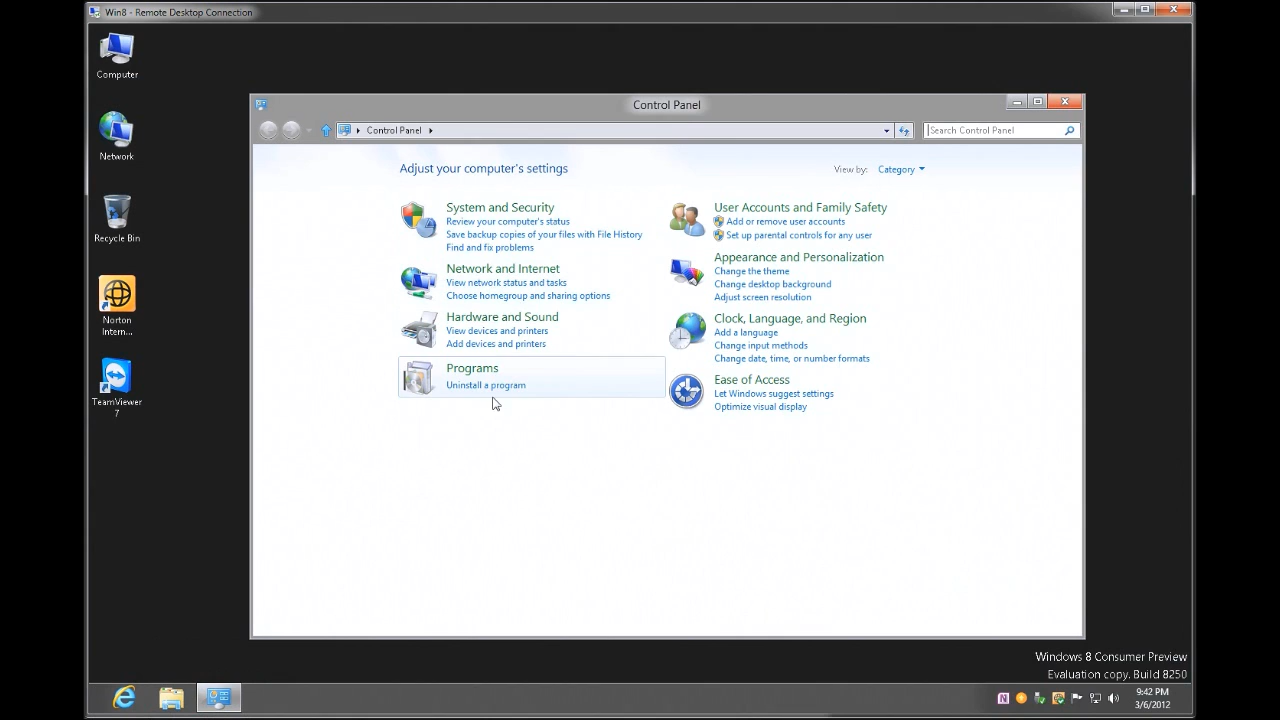 Win8 - Remote Desktop Connection
Computer
Network
Recycle Bin
Norton
Intern...
TeamViewer
7
Control Panel
Control Panel
Search Control Panel
Adjust your computer's settings
View by: Category
System and Security
Review your computer's status
Save backup copies of your files with File History
Find and fix problems
Network and Internet
View network status and tasks
Choose homegroup and sharing options
Hardware and Sound
View devices and printers
Add devices and printers
Programs
Uninstall a program
User Accounts and Family Safety
Add or remove user accounts
Set up parental controls for any user
Appearance and Personalization
Change the theme
Change desktop background
Adjust screen resolution
Clock, Language, and Region
Add a language
Change input methods
Change date, time, or number formats
Ease of Access
Let Windows suggest settings
Optimize visual display
Windows 8 Consumer Preview
Evaluation copy. Build 8250
9:42 PM
3/6/2012